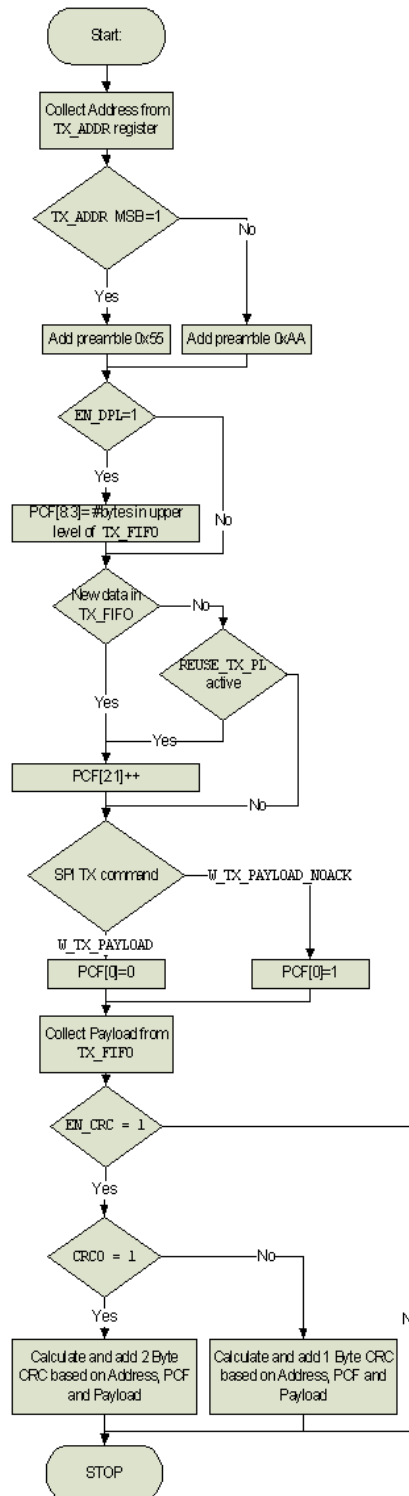 Start:
Collect Address from
TX_ADDR register
TX_ADDR MSB=1
No
Yes
Add preamble 0x55
Add preamble 0xAA
EN_DPL=1
Yes
No
PCF[8:3]= #bytes in upper
level of TX_FIFO
New data in
TX_FIFO
No
REUSE_TX_PL
active
Yes
Yes
PCF[2:1]++
No
SPI TX command
W_TX_PAYLOAD_NOACK
W_TX_PAYLOAD
PCF[0]=0
PCF[0]=1
Collect Payload from
TX_FIFO
EN_CRC = 1
Yes
CRCO = 1
No
N
Yes
Calculate and add 2 Byte
CRC based on Address, PCF
and Payload
Calculate and add 1 Byte CRC
based on Address, PCF and
Payload
STOP